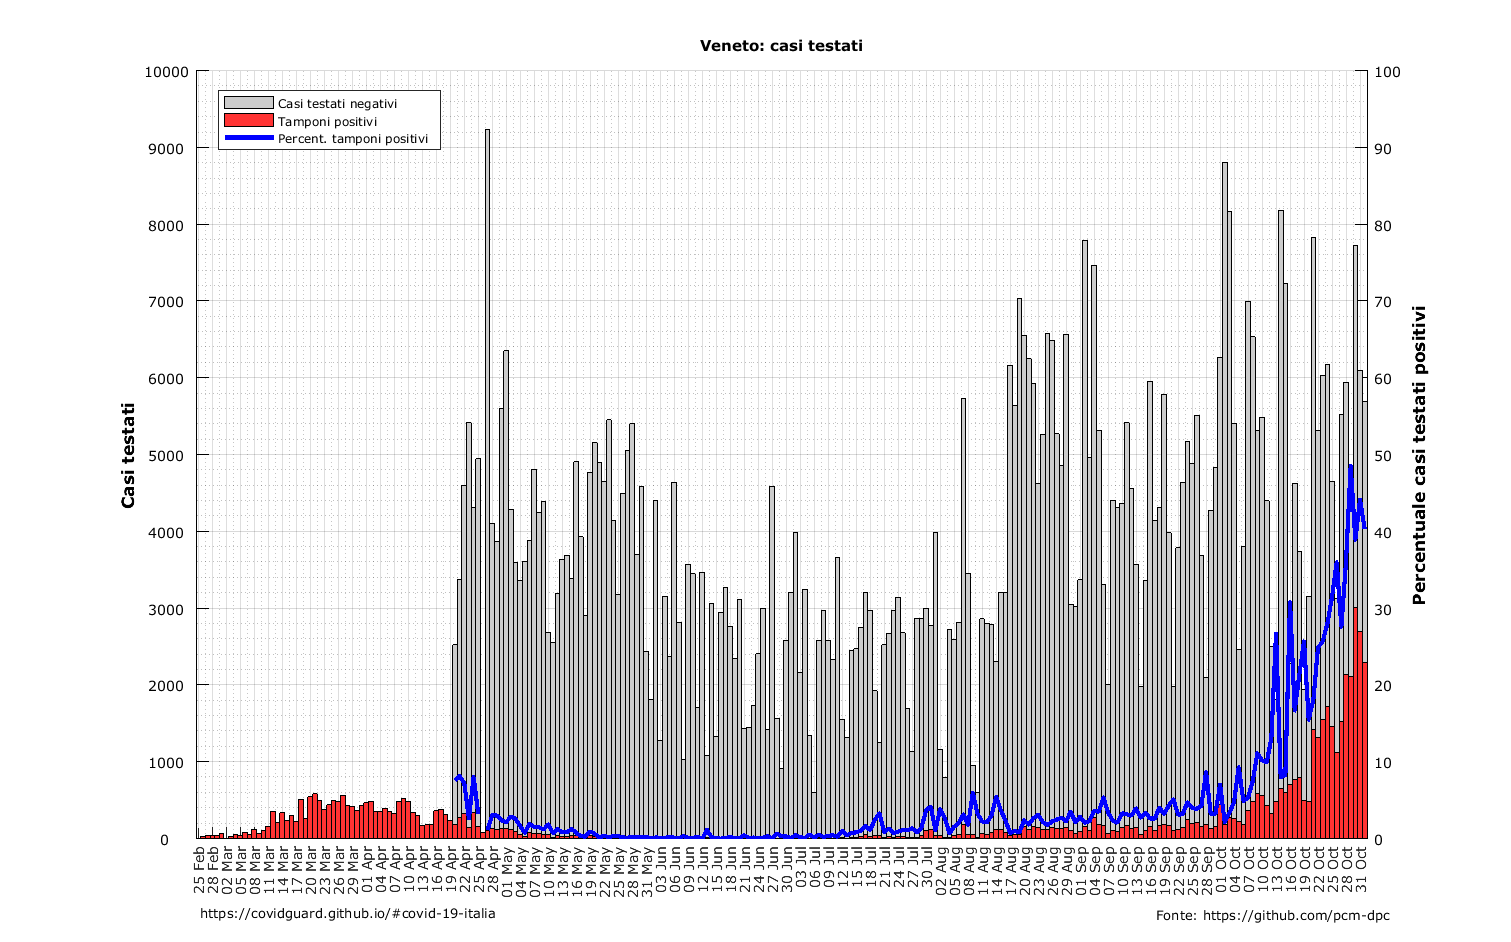 Veneto: casi testati
Casi testati negativi
Tamponi positivi
Percent. tamponi positivi
Casi testati
10000
9000
8000
7000
6000
5000
4000
3000
2000
1000
0
100
90
80
70
60
50
40
30
20
10
0
Percentuale casi testati positivi
25 Feb
28 Feb
02 Mar
05 Mar
08 Mar
11 Mar
14 Mar
17 Mar
20 Mar
23 Mar
26 Mar
29 Mar
01 Apr
04 Apr
07 Apr
10 Apr
13 Apr
16 Apr
19 Apr
22 Apr
25 Apr
28 Apr
01 May
04 May
07 May
10 May
13 May
16 May
19 May
22 May
25 May
28 May
31 May
03 Jun
06 Jun
09 Jun
12 Jun
15 Jun
18 Jun
21 Jun
24 Jun
27 Jun
30 Jun
03 Jul
06 Jul
09 Jul
12 Jul
15 Jul
18 Jul
21 Jul
24 Jul
27 Jul
30 Jul
02 Aug
05 Aug
08 Aug
11 Aug
14 Aug
17 Aug
20 Aug
23 Aug
26 Aug
29 Aug
01 Sep
04 Sep
07 Sep
10 Sep
13 Sep
16 Sep
19 Sep
22 Sep
25 Sep
28 Sep
01 Oct
04 Oct
07 Oct
10 Oct
13 Oct
16 Oct
19 Oct
22 Oct
25 Oct
28 Oct
31 Oct
https://covidguard.github.io/#covid-19-italia
Fonte: https://github.com/pcm-dpc